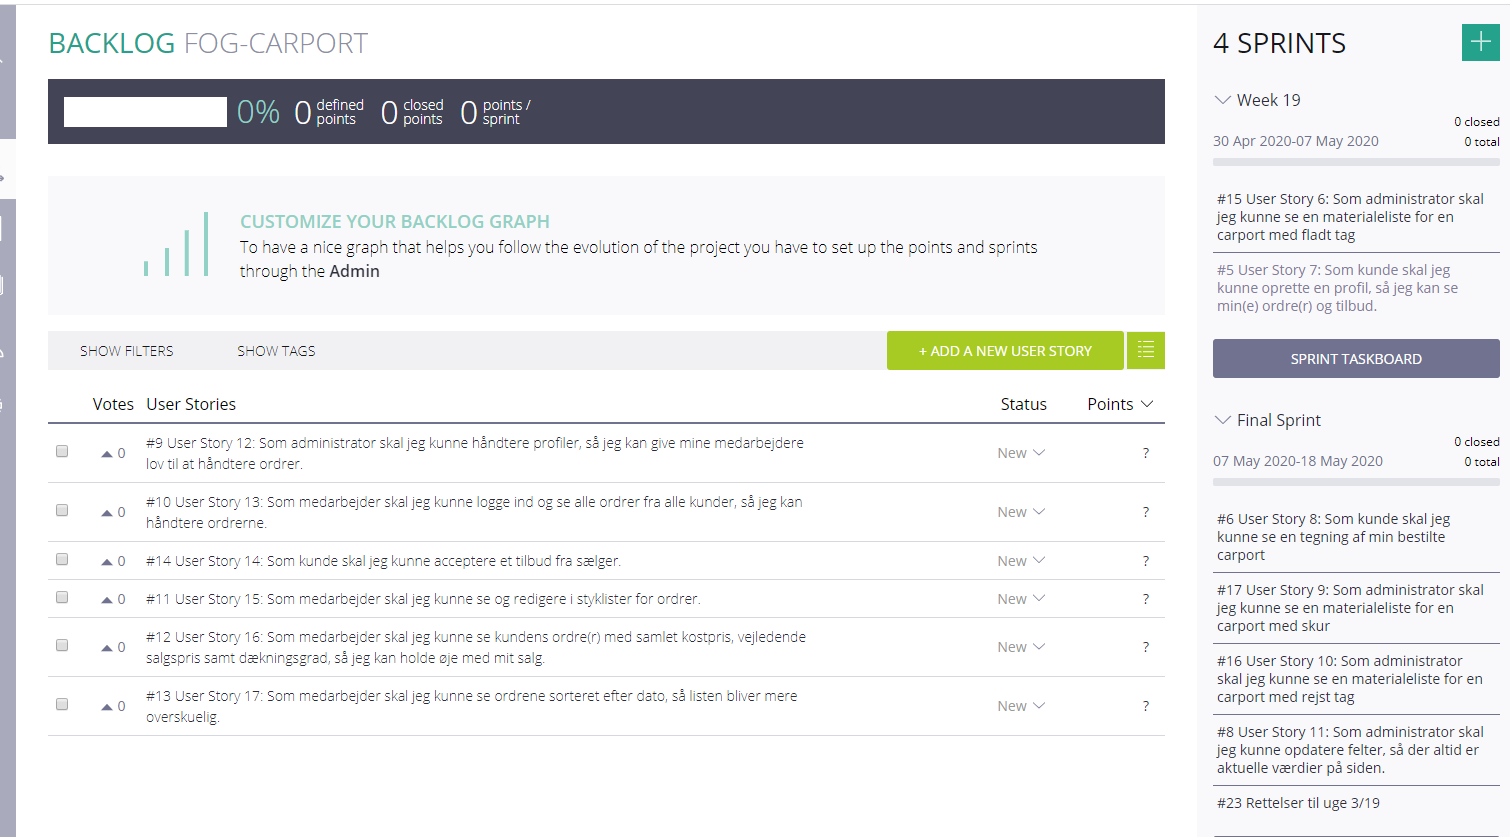 BACKLOG FOG-CARPORT
0% 0 defined points 0 closed points 0 points / sprint
CUSTOMIZE YOUR BACKLOG GRAPH
To have a nice graph that helps you follow the evolution of the project you have to set up the points and sprints
through the Admin
SHOW FILTERS SHOW TAGS + ADD A NEW USER STORY
Votes User Stories Status Points
0 #9 User Story 12: Som administrator skal jeg kunne håndtere profiler, så jeg kan give mine medarbejdere
lov til at håndtere ordrer. New ?
0 #10 User Story 13: Som medarbejder skal jeg kunne logge ind og se alle ordrer fra alle kunder, så jeg kan
håndtere ordrerne. New ?
0 #14 User Story 14: Som kunde skal jeg kunne acceptere et tilbud fra sælger. New ?
0 #11 User Story 15: Som medarbejder skal jeg kunne se og redigere i styklister for ordrer. New ?
0 #12 User Story 16: Som medarbejder skal jeg kunne se kundens ordre(r) med samlet kostpris, vejledende
salgspris samt dækningsgrad, så jeg kan holde øje med mit salg. New ?
0 #13 User Story 17: Som medarbejder skal jeg kunne se ordrene sorteret efter dato, så listen bliver mere
overskuelig. New ?
4 SPRINTS
Week 19
0 closed
30 Apr 2020-07 May 2020 0 total
#15 User Story 6: Som administrator skal
jeg kunne se en materialeliste for en
carport med fladt tag
#5 User Story 7: Som kunde skal jeg
kunne oprette en profil, så jeg kan se
min(e) ordre(r) og tilbud.
SPRINT TASKBOARD
Final Sprint
0 closed
07 May 2020-18 May 2020 0 total
#6 User Story 8: Som kunde skal jeg
kunne se en tegning af min bestilte
carport
#17 User Story 9: Som administrator skal
jeg kunne se en materialeliste for en
carport med skur
#16 User Story 10: Som administrator
skal jeg kunne se en materialeliste for en
carport med rejst tag
#8 User Story 11: Som administrator skal
jeg kunne opdatere felter, så der altid er
aktuelle værdier på siden.
#23 Rettelser til uge 3/19